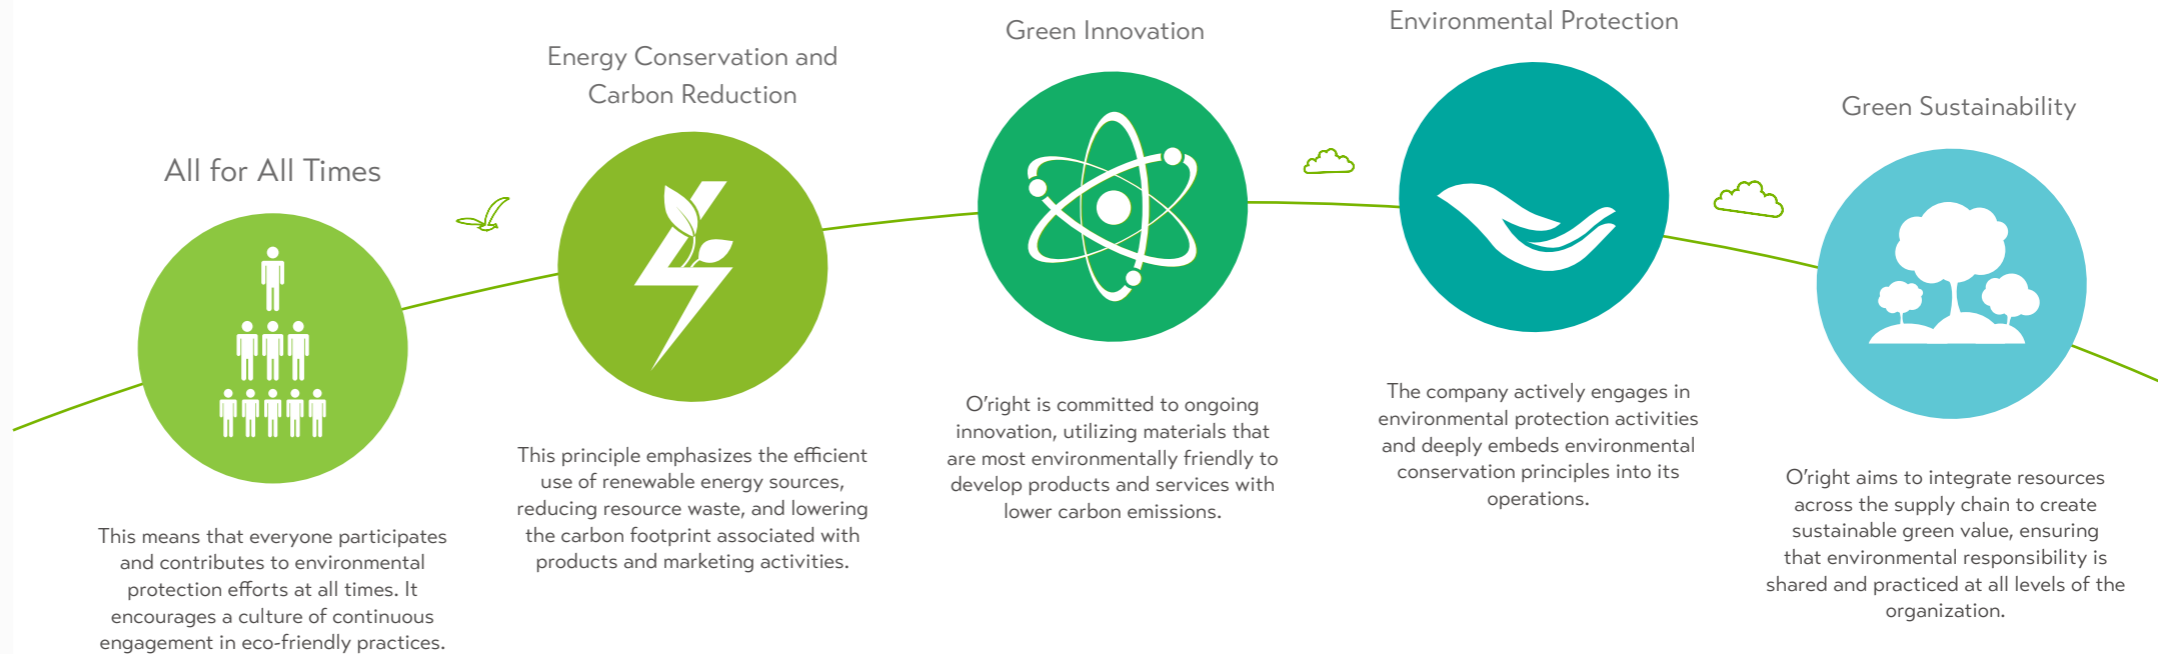 All for All Times
This means that everyone participates
and contributes to environmental
protection efforts at all times. It
encourages a culture of continuous
engagement in eco-friendly practices.
Energy Conservation and
Carbon Reduction
This principle emphasizes the efficient
use of renewable energy sources,
reducing resource waste, and lowering
the carbon footprint associated with
products and marketing activities.
Green Innovation
O'right is committed to ongoing
innovation, utilizing materials that
are most environmentally friendly to
develop products and services with
lower carbon emissions.
Environmental Protection
The company actively engages in
environmental protection activities
and deeply embeds environmental
conservation principles into its
operations.
Green Sustainability
O'right aims to integrate resources
across the supply chain to create
sustainable green value, ensuring
that environmental responsibility is
shared and practiced at all levels of the
organization.